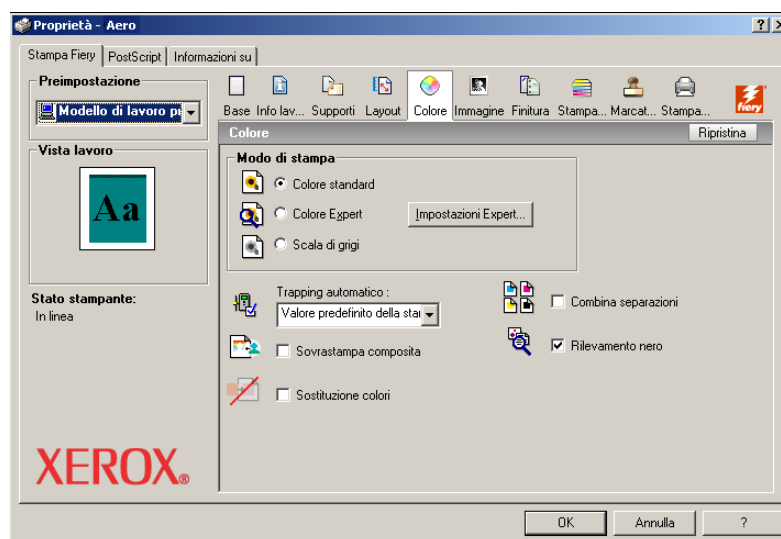 Proprietà - Aero
Stampa Fiery PostScript Informazioni su
Preimpostazione
Modello di lavoro
Vista lavoro
Aa
Stato stampante:
In linea
XEROX®
Base Info lav... Supporti Layout Colore Immagine Finitura Stampa... Marcat... Stampa...
fiery
Colore Ripristina
Modo di stampa
Colore standard
Colore Expert Impostazioni Expert...
Scala di grigi
Trapping automatico :
Valore predefinito della
Combina separazioni
Sovrastampa composita
Rilevamento nero
Sostituzione colori
OK Annulla ?